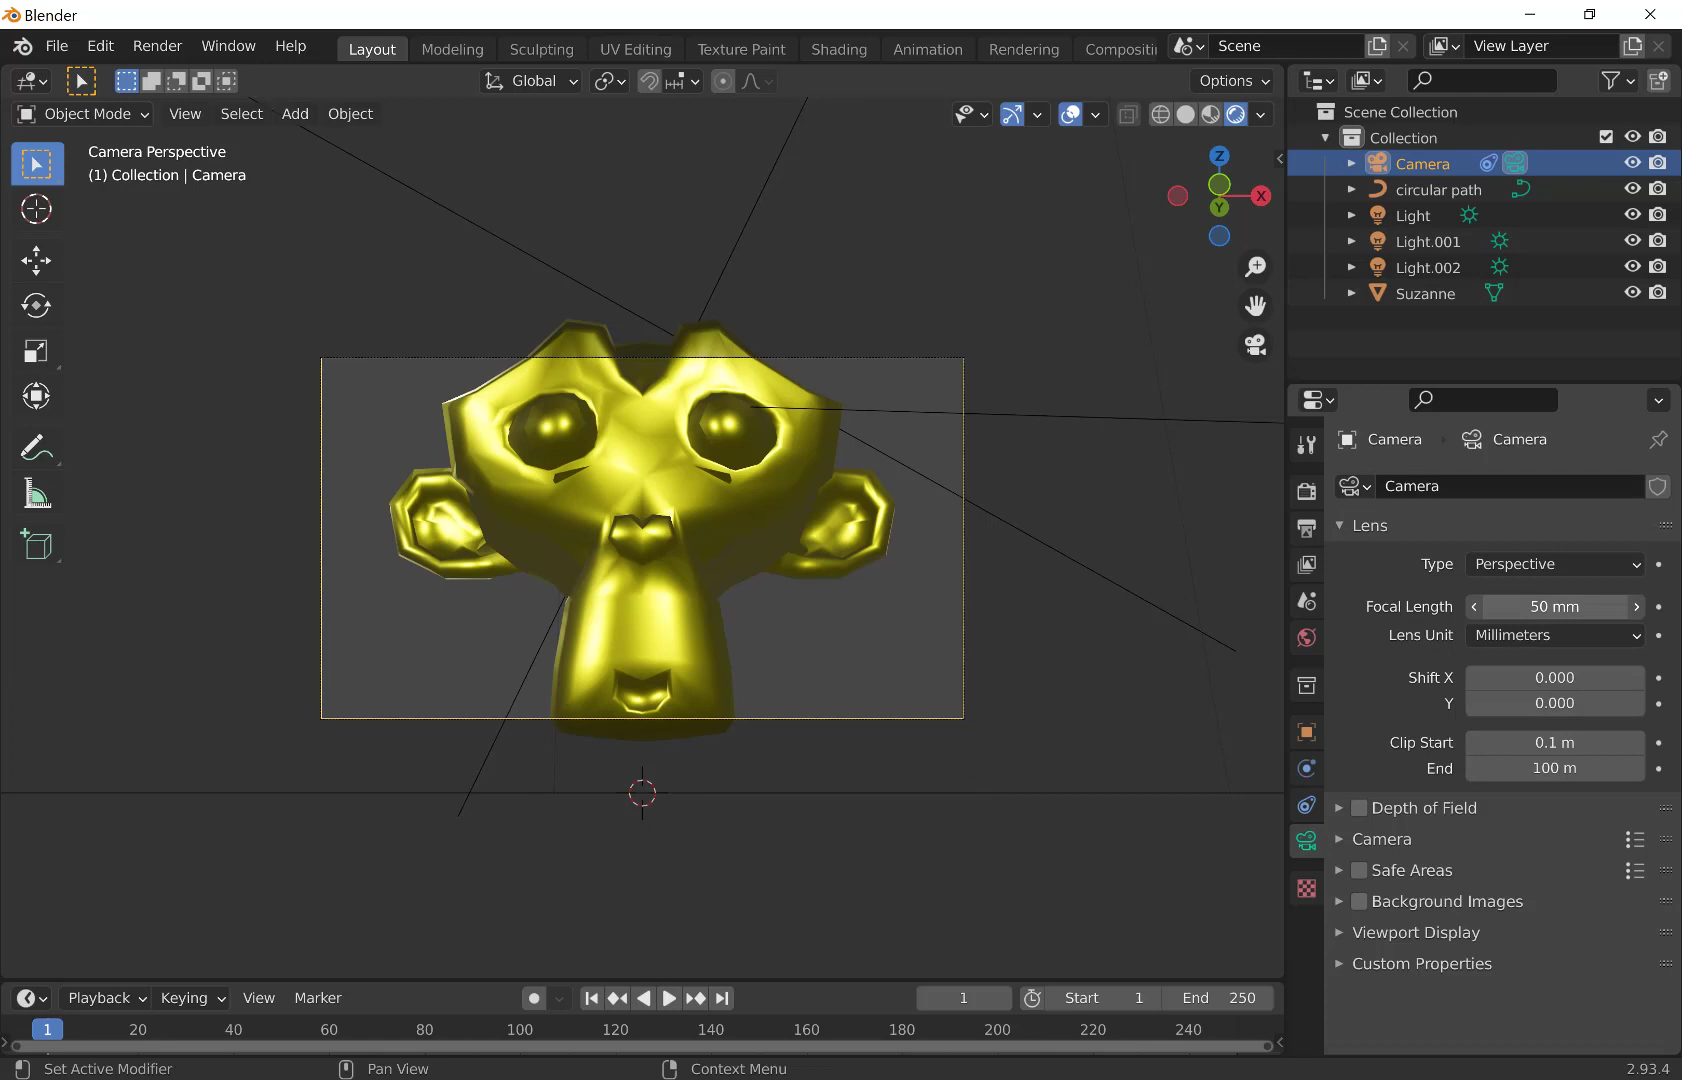 Blender
File Edit Render Window Help Layout Modeling Sculpting UV Editing Texture Paint Shading Animation Rendering Compositi Scene View Layer
Global Options
Object Mode View Select Add Object
Camera Perspective
(1) Collection | Camera
Z
X
Y
Scene Collection
Collection
Camera
circular path
Light
Light.001
Light.002
Suzanne
Camera Camera
Camera
Lens
Type Perspective
Focal Length 50 mm
Lens Unit Millimeters
Shift X 0.000
Y 0.000
Clip Start 0.1 m
End 100 m
Depth of Field
Camera
Safe Areas
Background Images
Viewport Display
Custom Properties
Playback Keying View Marker 1 Start 1 End 250
1 20 40 60 80 100 120 140 160 180 200 220 240
Set Active Modifier Pan View Context Menu 2.93.4